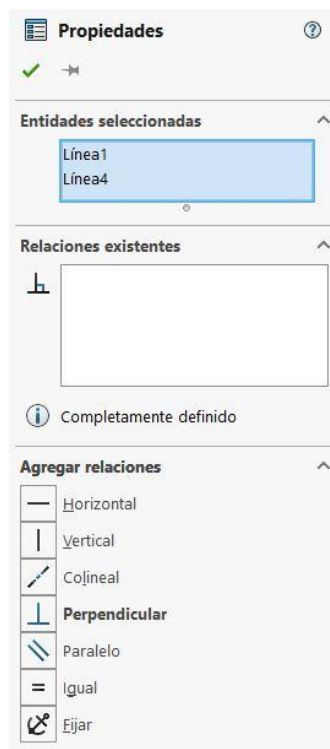 Propiedades
Entidades seleccionadas
Línea1
Línea4
Relaciones existentes
Completamente definido
Agregar relaciones
Horizontal
Vertical
Colineal
Perpendicular
Paralelo
Igual
Fijar